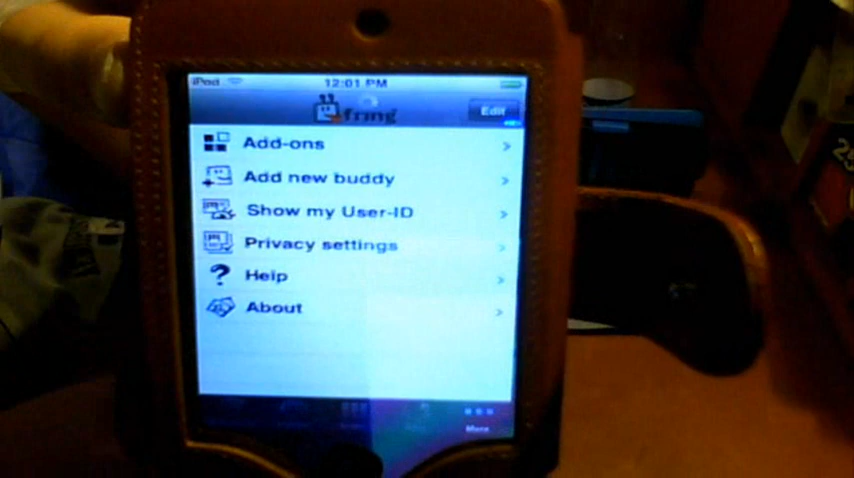 iPod 12:01 PM
fring Edit
Add-ons
Add new buddy
Show my User-ID
Privacy settings
Help
About
More